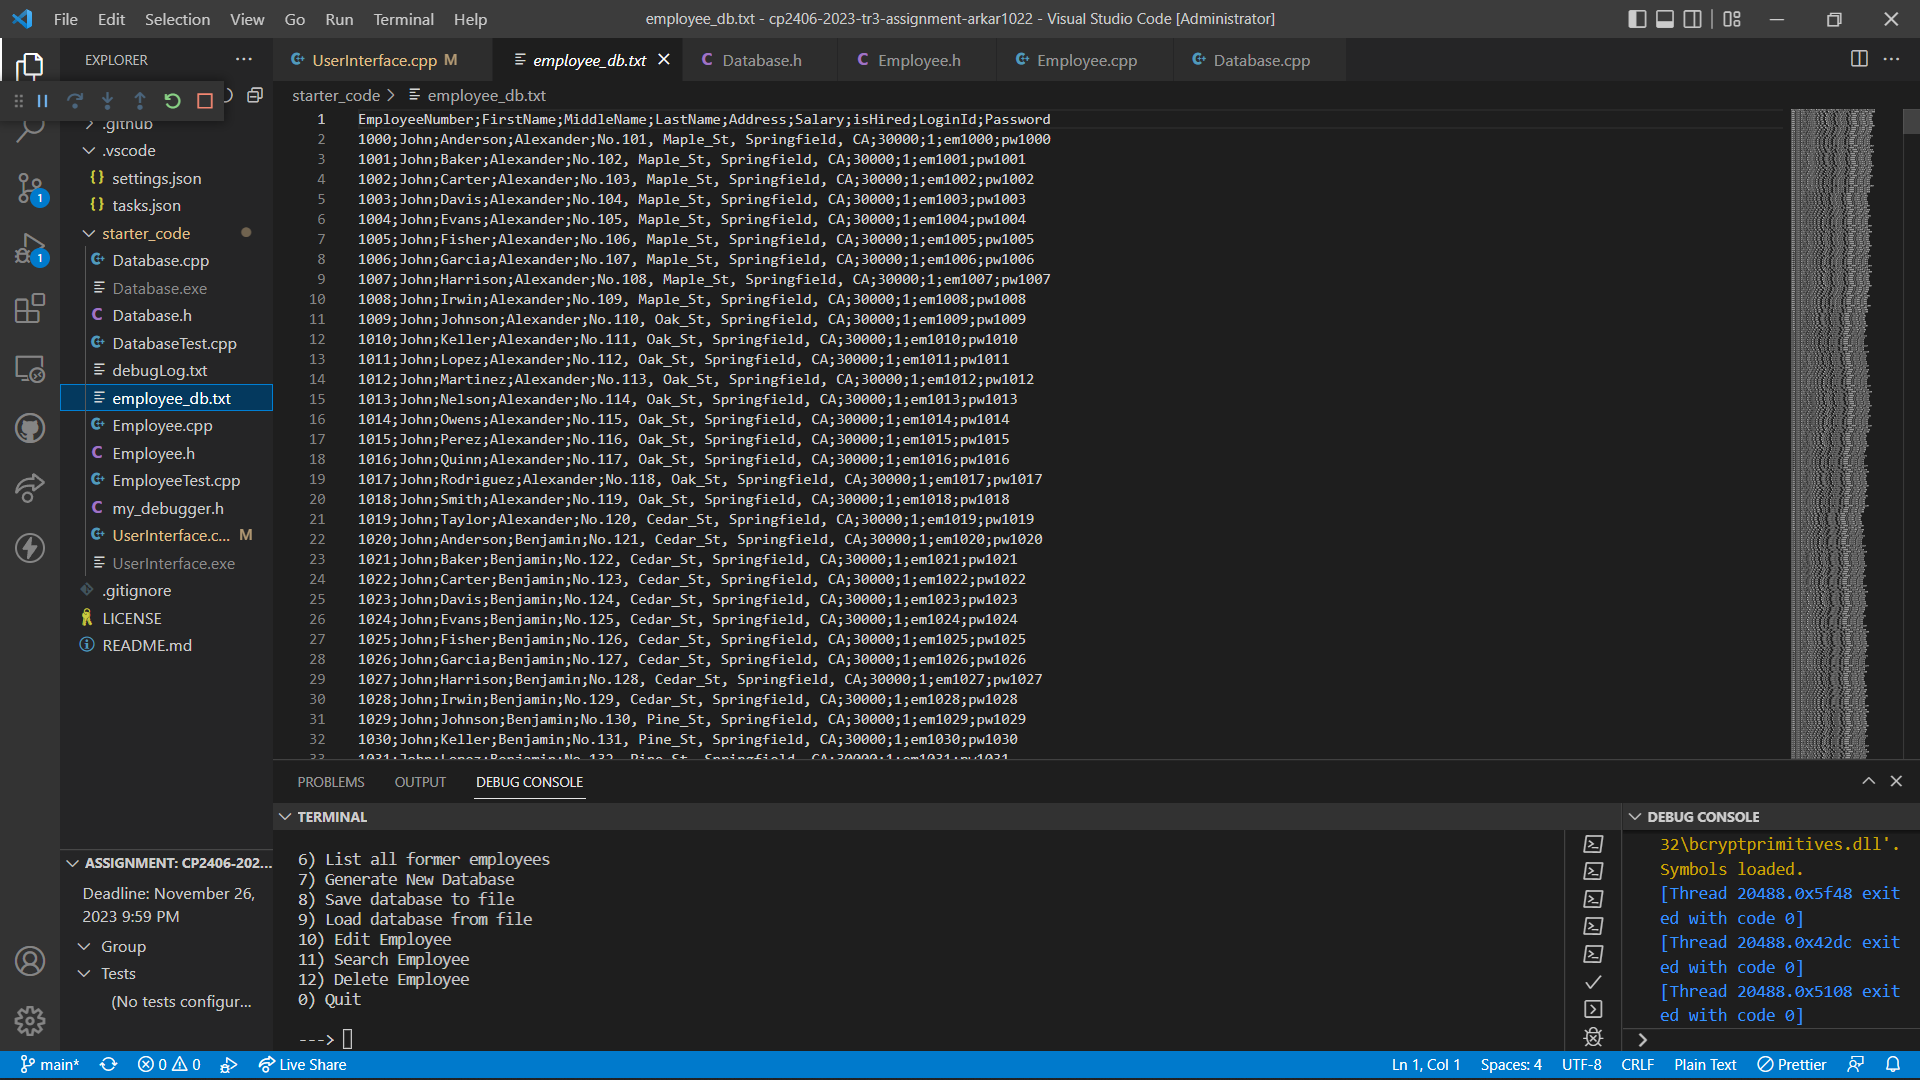 File Edit Selection View Go Run Terminal Help
employee_db.txt - cp2406-2023-tr3-assignment-arkar1022 - Visual Studio Code [Administrator]
EXPLORER
.github
.vscode
settings.json
tasks.json
starter_code
Database.cpp
Database.exe
Database.h
DatabaseTest.cpp
debugLog.txt
employee_db.txt
Employee.cpp
Employee.h
EmployeeTest.cpp
my_debugger.h
UserInterface.c... M
UserInterface.exe
.gitignore
LICENSE
README.md
1
1
ASSIGNMENT: CP2406-202...
Deadline: November 26,
2023 9:59 PM
Group
Tests
(No tests configur...
UserInterface.cpp M
employee_db.txt
Database.h
Employee.h
Employee.cpp
Database.cpp
starter_code > employee_db.txt
1 EmployeeNumber;FirstName;MiddleName;LastName;Address;Salary;isHired;LoginId;Password
2 1000;John;Anderson;Alexander;No.101, Maple_St, Springfield, CA;30000;1;em1000;pw1000
3 1001;John;Baker;Alexander;No.102, Maple_St, Springfield, CA;30000;1;em1001;pw1001
4 1002;John;Carter;Alexander;No.103, Maple_St, Springfield, CA;30000;1;em1002;pw1002
5 1003;John;Davis;Alexander;No.104, Maple_St, Springfield, CA;30000;1;em1003;pw1003
6 1004;John;Evans;Alexander;No.105, Maple_St, Springfield, CA;30000;1;em1004;pw1004
7 1005;John;Fisher;Alexander;No.106, Maple_St, Springfield, CA;30000;1;em1005;pw1005
8 1006;John;Garcia;Alexander;No.107, Maple_St, Springfield, CA;30000;1;em1006;pw1006
9 1007;John;Harrison;Alexander;No.108, Maple_St, Springfield, CA;30000;1;em1007;pw1007
10 1008;John;Irwin;Alexander;No.109, Maple_St, Springfield, CA;30000;1;em1008;pw1008
11 1009;John;Johnson;Alexander;No.110, Oak_St, Springfield, CA;30000;1;em1009;pw1009
12 1010;John;Keller;Alexander;No.111, Oak_St, Springfield, CA;30000;1;em1010;pw1010
13 1011;John;Lopez;Alexander;No.112, Oak_St, Springfield, CA;30000;1;em1011;pw1011
14 1012;John;Martinez;Alexander;No.113, Oak_St, Springfield, CA;30000;1;em1012;pw1012
15 1013;John;Nelson;Alexander;No.114, Oak_St, Springfield, CA;30000;1;em1013;pw1013
16 1014;John;Owens;Alexander;No.115, Oak_St, Springfield, CA;30000;1;em1014;pw1014
17 1015;John;Perez;Alexander;No.116, Oak_St, Springfield, CA;30000;1;em1015;pw1015
18 1016;John;Quinn;Alexander;No.117, Oak_St, Springfield, CA;30000;1;em1016;pw1016
19 1017;John;Rodriguez;Alexander;No.118, Oak_St, Springfield, CA;30000;1;em1017;pw1017
20 1018;John;Smith;Alexander;No.119, Oak_St, Springfield, CA;30000;1;em1018;pw1018
21 1019;John;Taylor;Alexander;No.120, Cedar_St, Springfield, CA;30000;1;em1019;pw1019
22 1020;John;Anderson;Benjamin;No.121, Cedar_St, Springfield, CA;30000;1;em1020;pw1020
23 1021;John;Baker;Benjamin;No.122, Cedar_St, Springfield, CA;30000;1;em1021;pw1021
24 1022;John;Carter;Benjamin;No.123, Cedar_St, Springfield, CA;30000;1;em1022;pw1022
25 1023;John;Davis;Benjamin;No.124, Cedar_St, Springfield, CA;30000;1;em1023;pw1023
26 1024;John;Evans;Benjamin;No.125, Cedar_St, Springfield, CA;30000;1;em1024;pw1024
27 1025;John;Fisher;Benjamin;No.126, Cedar_St, Springfield, CA;30000;1;em1025;pw1025
28 1026;John;Garcia;Benjamin;No.127, Cedar_St, Springfield, CA;30000;1;em1026;pw1026
29 1027;John;Harrison;Benjamin;No.128, Cedar_St, Springfield, CA;30000;1;em1027;pw1027
30 1028;John;Irwin;Benjamin;No.129, Cedar_St, Springfield, CA;30000;1;em1028;pw1028
31 1029;John;Johnson;Benjamin;No.130, Pine_St, Springfield, CA;30000;1;em1029;pw1029
32 1030;John;Keller;Benjamin;No.131, Pine_St, Springfield, CA;30000;1;em1030;pw1030
33 1031;John;Lopez;Benjamin;No.132, Pine_St, Springfield, CA;30000;1;em1031;pw1031
PROBLEMS OUTPUT DEBUG CONSOLE
TERMINAL
6) List all former employees
7) Generate New Database
8) Save database to file
9) Load database from file
10) Edit Employee
11) Search Employee
12) Delete Employee
0) Quit
--->
DEBUG CONSOLE
32\bcryptprimitives.dll'.
Symbols loaded.
[Thread 20488.0x5f48 exit
ed with code 0]
[Thread 20488.0x42dc exit
ed with code 0]
[Thread 20488.0x5108 exit
ed with code 0]
main* 0 0 Live Share Ln 1, Col 1 Spaces: 4 UTF-8 CRLF Plain Text Prettier